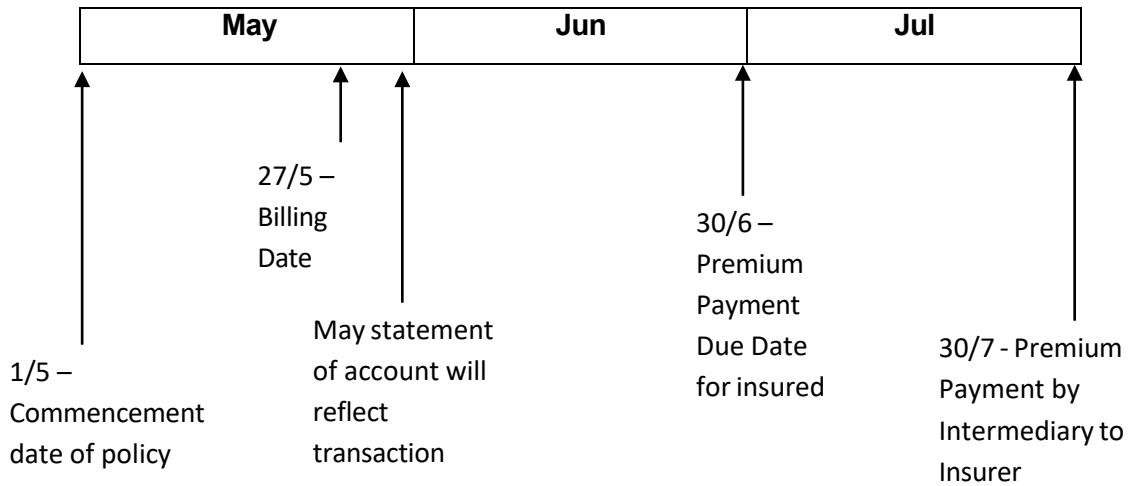 May
Jun
Jul
1/5 –
Commencement
date of policy
27/5 –
Billing
Date
May statement
of account will
reflect
transaction
30/6 –
Premium
Payment
Due Date
for insured
30/7 - Premium
Payment by
Intermediary to
Insurer